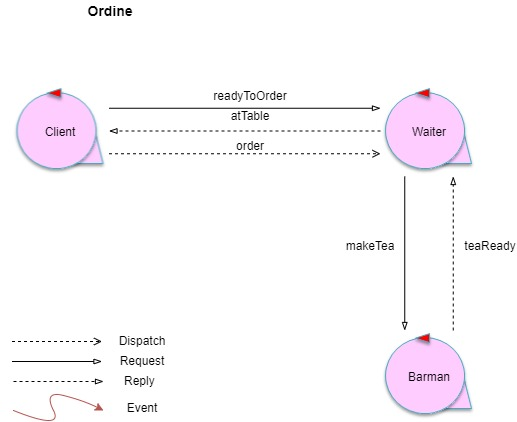 Ordine
readyToOrder
atTable
order
Client
Waiter
makeTea
teaReady
Barman
Dispatch
Request
Reply
Event